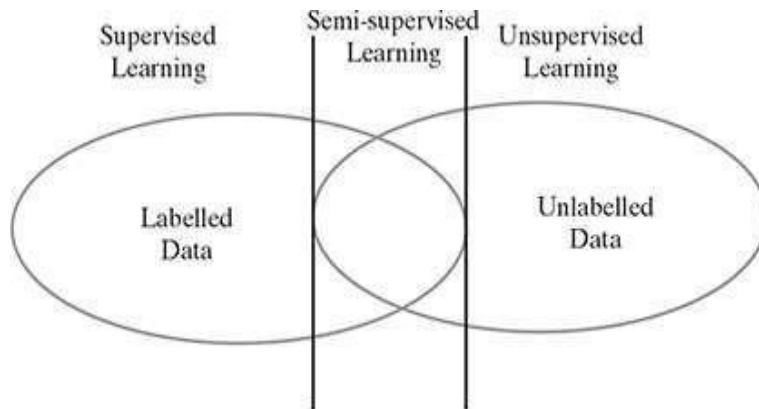 Supervised
Learning
Semi-supervised
Learning
Unsupervised
Learning
Labelled
Data
Unlabelled
Data